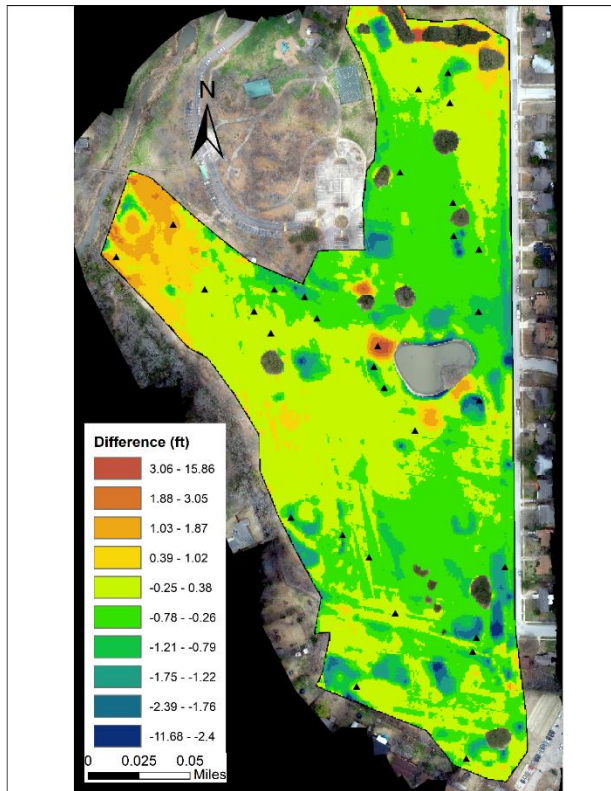 N
Difference (ft)
3.06 - 15.86
1.88 - 3.05
1.03 - 1.87
0.39 - 1.02
-0.25 - 0.38
-0.78 - -0.26
-1.21 - -0.79
-1.75 - -1.22
-2.39 - -1.76
-11.68 - -2.4
0 0.025 0.05
Miles